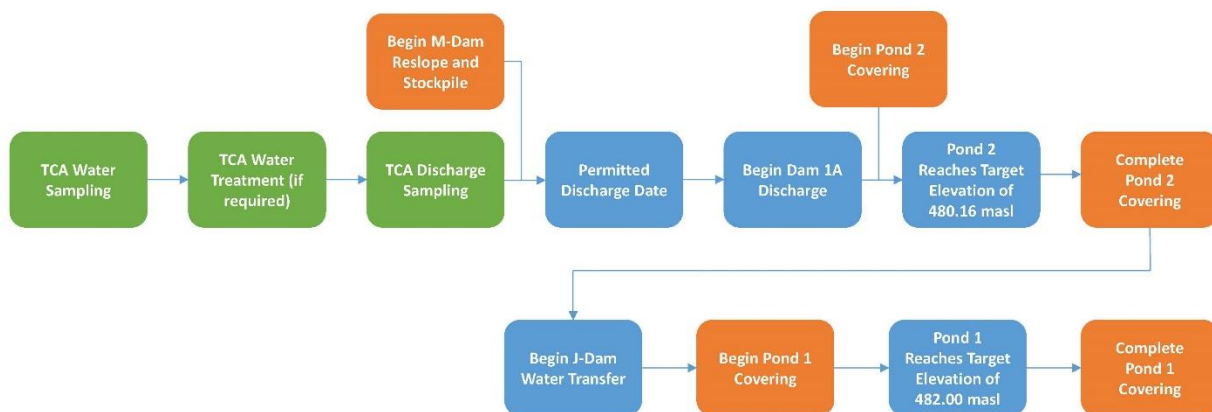 Begin M-Dam
Reslope and
Stockpile
Begin Pond 2
Covering
TCA Water
Sampling
TCA Water
Treatment (if
required)
TCA Discharge
Sampling
Permitted
Discharge Date
Begin Dam 1A
Discharge
Pond 2
Reaches Target
Elevation of
480.16 masl
Complete
Pond 2
Covering
Begin J-Dam
Water Transfer
Begin Pond 1
Covering
Pond 1
Reaches Target
Elevation of
482.00 masl
Complete
Pond 1
Covering